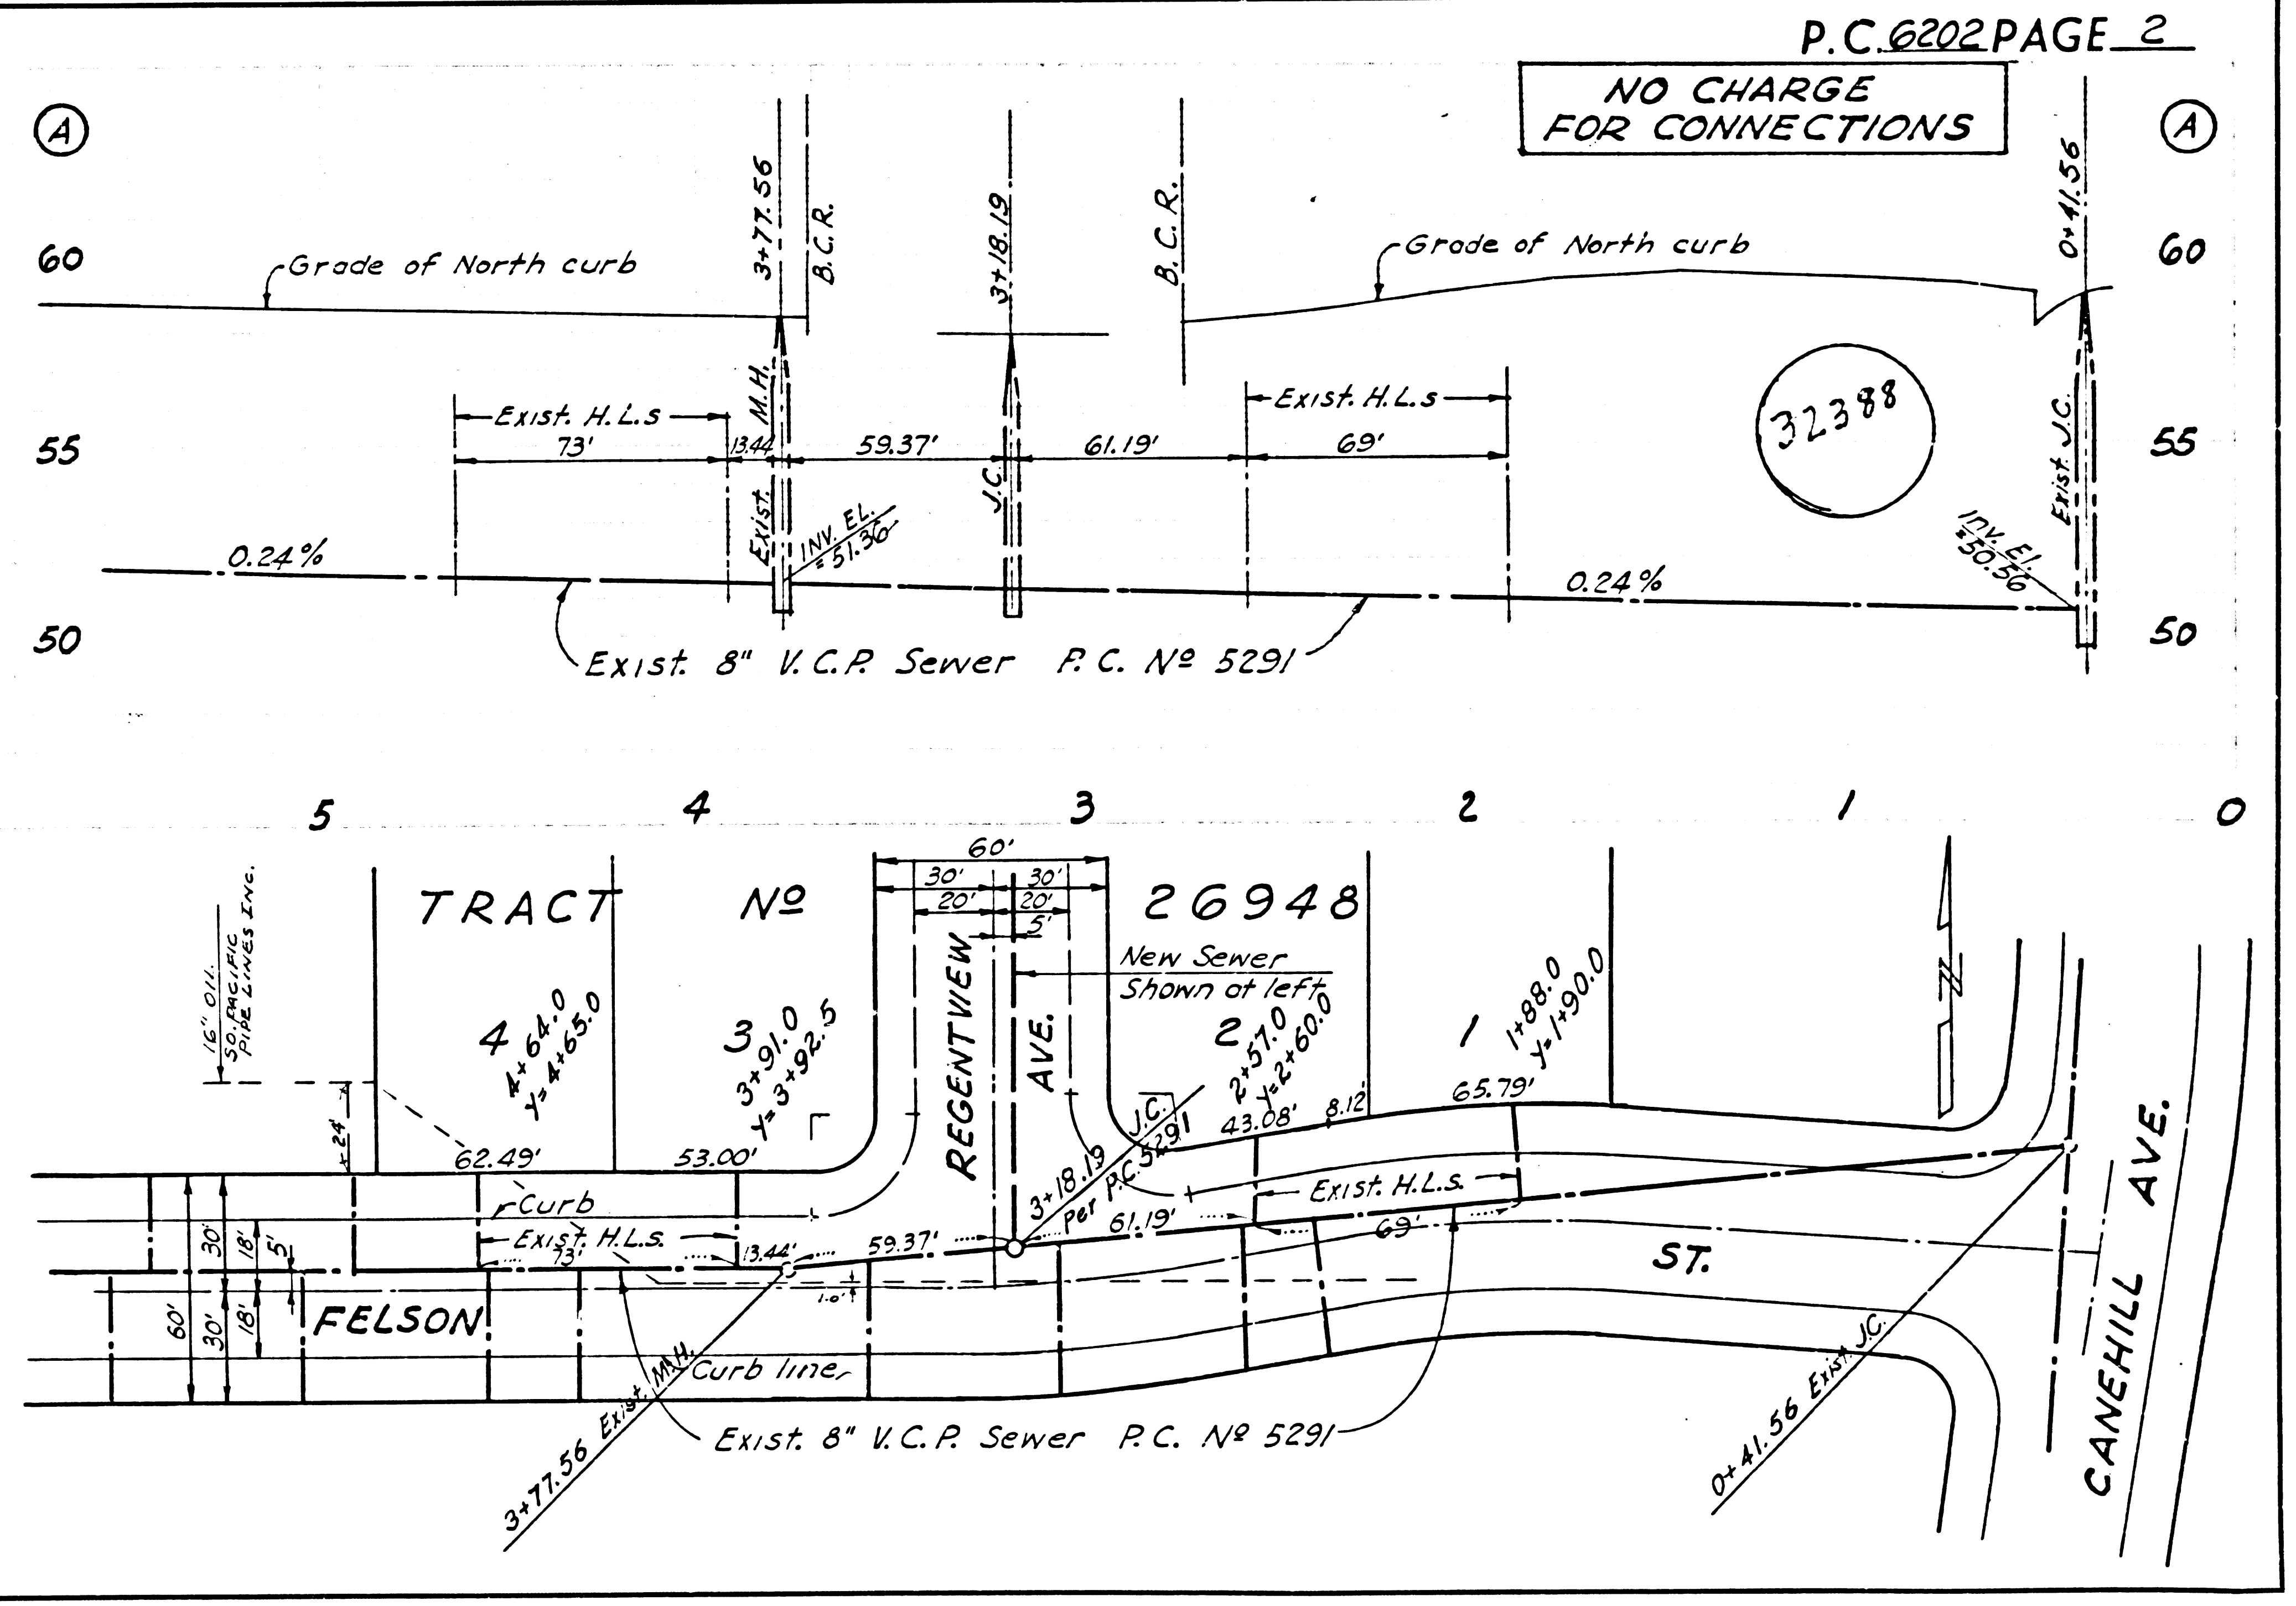 P.C. 6202 PAGE 2
NO CHARGE
FOR CONNECTIONS
A
A
60
Grade of North curb
3+77.56
B.C.R.
3+18.19
B.C.R.
Grade of North curb
0+41.56
60
55
Exist. H.L.s
73'
13.44
Exist. M.H.
59.37'
J.C.
61.19'
Exist. H.L.s
69'
32388
Exist. J.C.
55
0.24%
INV. EL.
=51.36
0.24%
Inv. El.
=50.56
50
Exist. 8" V.C.P. Sewer P.C. Nº 5291
50
5
4
3
2
1
0
16" OIL
SO. PACIFIC
PIPE LINES INC.
TRACT Nº 26948
60'
30'
30'
20'
20'
5'
New Sewer
Shown at left
REGENTVIEW
AVE.
N
4
4+64.0
Y=4+65.0
3
3+91.0
Y=3+92.5
2
2+57.0
Y=2+60.0
1
1+88.0
Y=1+90.0
±24'
62.49'
53.00'
J.C.
3+18.19
Per P.C. 5291
43.08'
8.12'
65.79'
Curb
Exist. H.L.s.
73'
13.44'
59.37'
61.19'
Exist. H.L.s.
69'
60'
30'
30'
18'
18'
5'
1.0'
FELSON
ST.
CANEHILL AVE.
Curb line
3+77.56 Exist. M.H.
Exist. 8" V.C.P. Sewer P.C. Nº 5291
0+41.56 Exist. J.C.